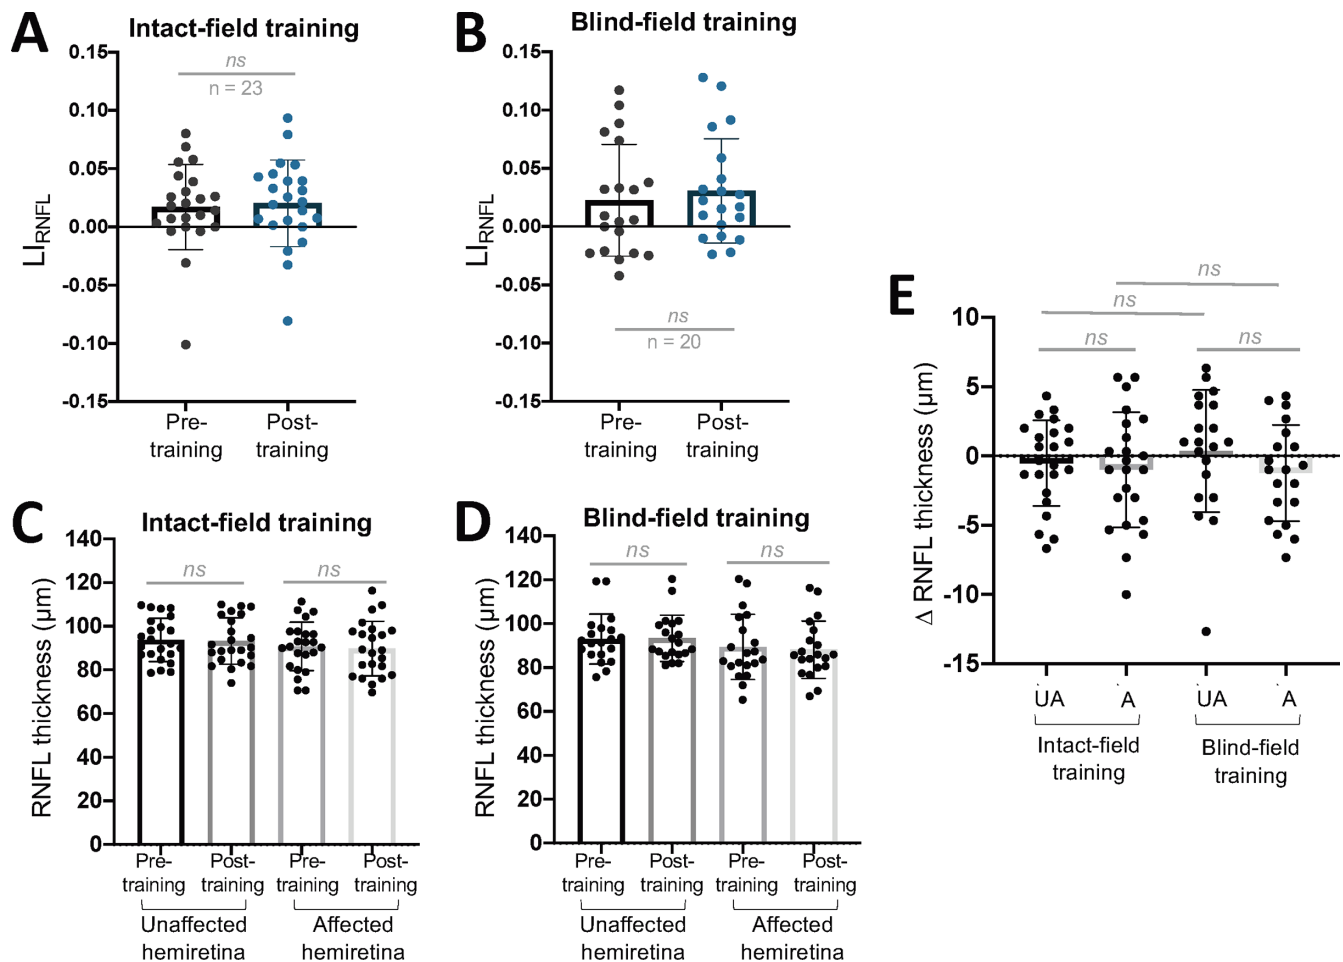 A
Intact-field training
ns
n = 23
0.15
0.10
0.05
0.00
-0.05
-0.10
-0.15
LI RNFL
Pre-
training
Post-
training
B
Blind-field training
0.15
0.10
0.05
0.00
-0.05
-0.10
-0.15
LI RNFL
ns
n = 20
Pre-
training
Post-
training
C
Intact-field training
ns
ns
140
120
100
80
60
40
20
0
RNFL thickness (μm)
Pre-
training
Post-
training
Pre-
training
Post-
training
Unaffected
hemiretina
Affected
hemiretina
D
Blind-field training
ns
ns
140
120
100
80
60
40
20
0
RNFL thickness (μm)
Pre-
training
Post-
training
Pre-
training
Post-
training
Unaffected
hemiretina
Affected
hemiretina
E
ns
ns
ns
ns
10
5
0
-5
-10
-15
Δ RNFL thickness (μm)
UA
A
UA
A
Intact-field
training
Blind-field
training